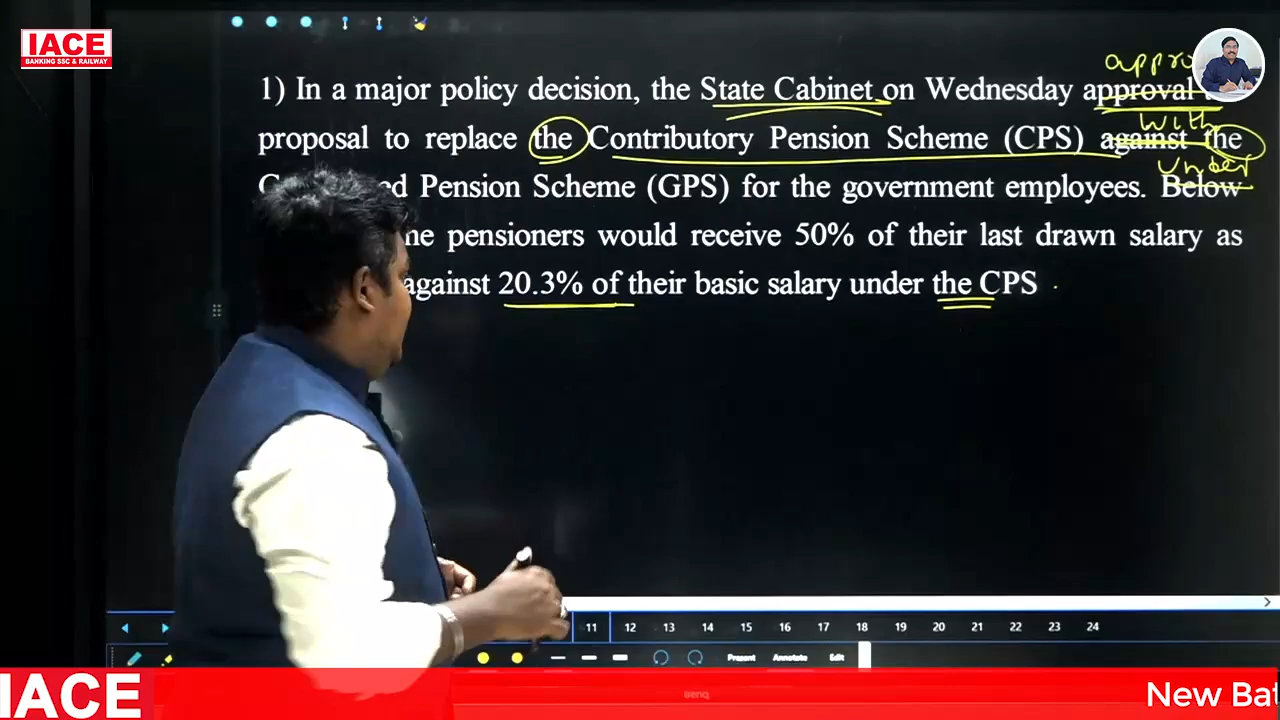 IACE
BANKING SSC & RAILWAY
appro
1) In a major policy decision, the State Cabinet on Wednesday approval
with
proposal to replace the Contributory Pension Scheme (CPS) against the
under
Pension Scheme (GPS) for the government employees. Below
pensioners would receive 50% of their last drawn salary as
against 20.3% of their basic salary under the CPS
11 12 13 14 15 16 17 18 19 20 21 22 23 24
Present Annotate Edit
BenQ
IACE
New Bat